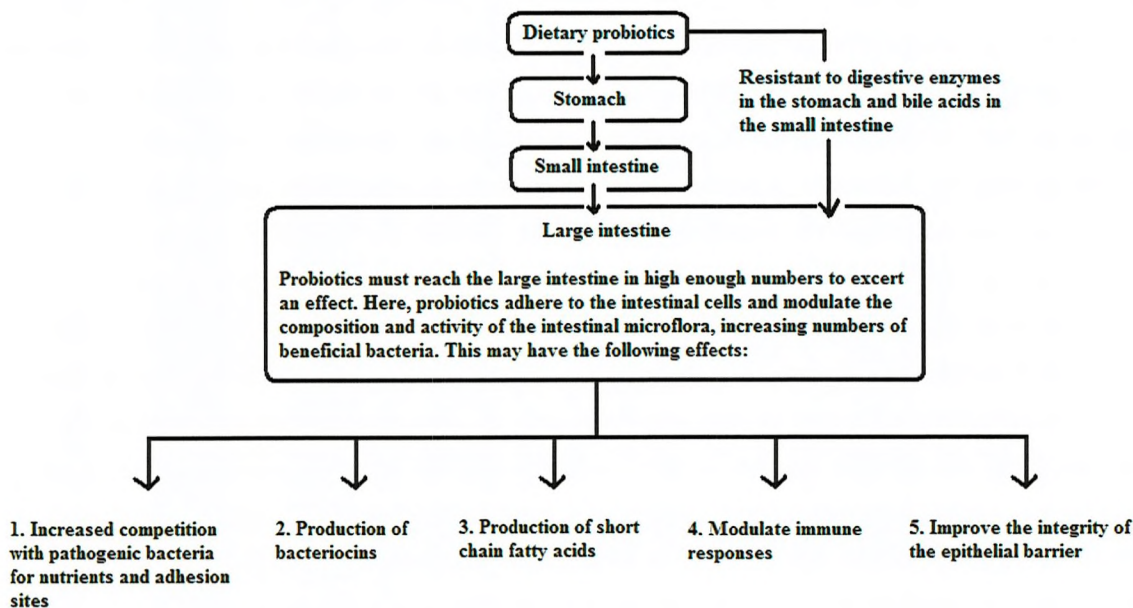 Dietary probiotics
Resistant to digestive enzymes
in the stomach and bile acids in
the small intestine
Stomach
Small intestine
Large intestine
Probiotics must reach the large intestine in high enough numbers to excert
an effect. Here, probiotics adhere to the intestinal cells and modulate the
composition and activity of the intestinal microflora, increasing numbers of
beneficial bacteria. This may have the following effects:
1. Increased competition
with pathogenic bacteria
for nutrients and adhesion
sites
2. Production of
bacteriocins
3. Production of short
chain fatty acids
4. Modulate immune
responses
5. Improve the integrity of
the epithelial barrier